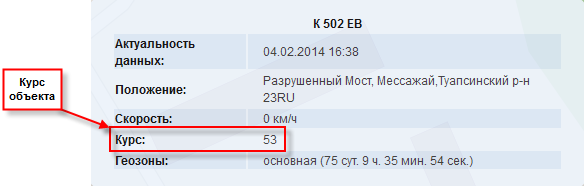 К 502 ЕВ
Актуальность
данных:
04.02.2014 16:38
Положение:
Разрушенный Мост, Мессажай,Туапсинский р-н
23RU
Скорость:
0 км/ч
Курс
объекта
Курс:
53
Геозоны:
основная (75 сут. 9 ч. 35 мин. 54 сек.)